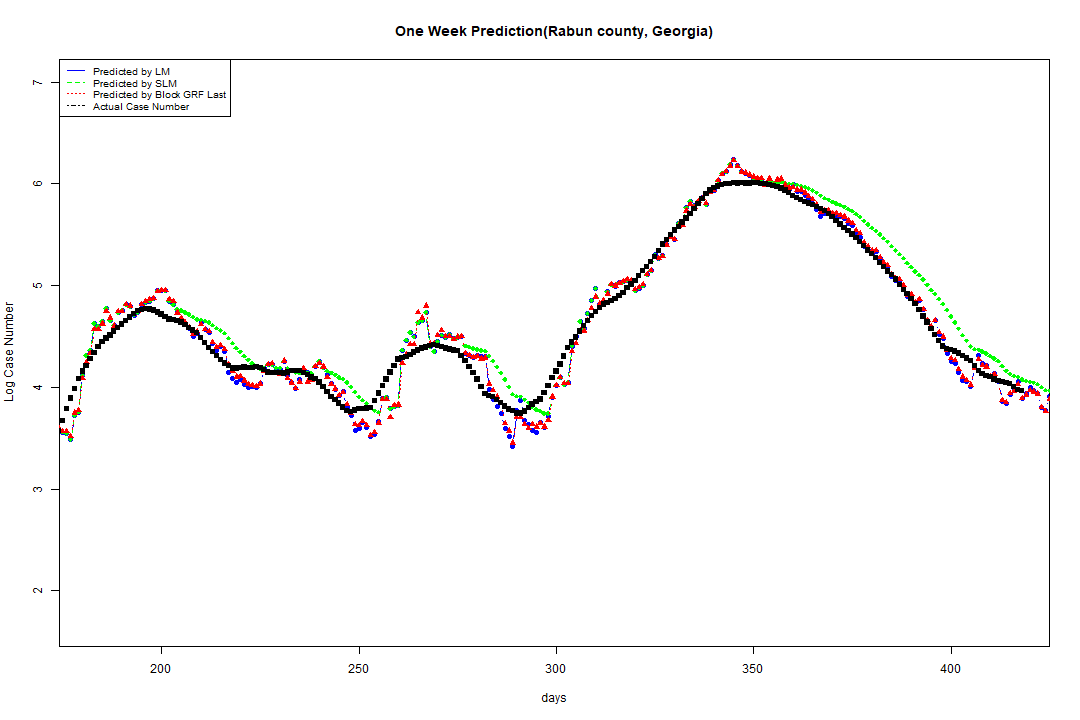 One Week Prediction(Rabun county, Georgia)
Predicted by LM
Predicted by SLM
Predicted by Block GRF Last
Actual Case Number
Log Case Number
7
6
5
4
3
2
200 250 300 350 400
days